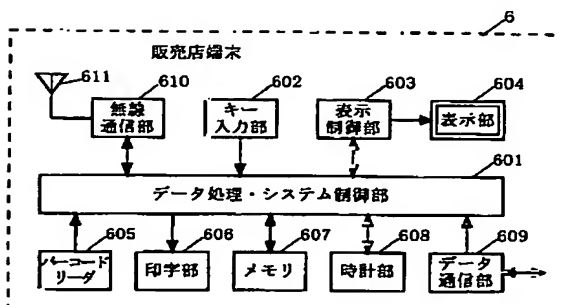 6
販売店端末
611
610
602
603
604
無線
通信部
キー
入力部
表示
制御部
表示部
601
データ処理・システム制御部
605
606
607
608
609
バーコード
リーダ
印字部
メモリ
時計部
データ
通信部